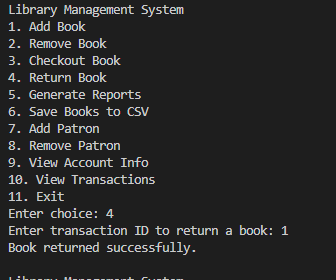 Library Management System
1. Add Book
2. Remove Book
3. Checkout Book
4. Return Book
5. Generate Reports
6. Save Books to CSV
7. Add Patron
8. Remove Patron
9. View Account Info
10. View Transactions
11. Exit
Enter choice: 4
Enter transaction ID to return a book: 1
Book returned successfully.

Library Management System